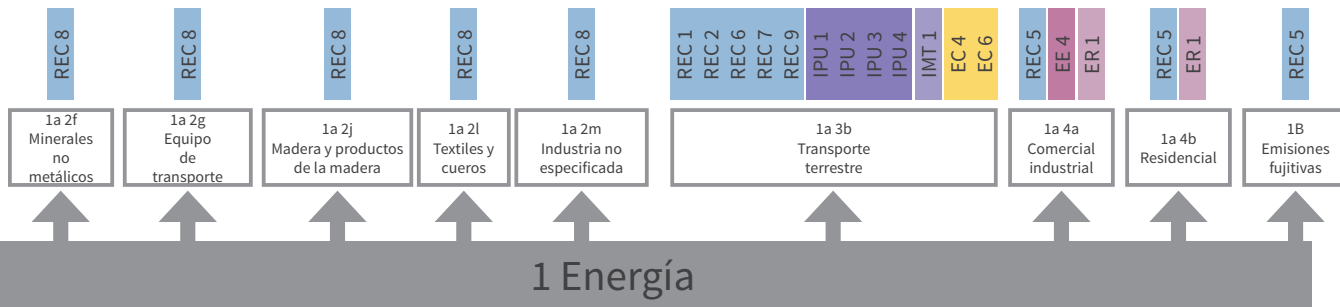 REC 8
REC 8
REC 8
REC 8
REC 8
REC 1
REC 2
REC 6
REC 7
REC 9
IPU 1
IPU 2
IPU 3
IPU 4
IMT 1
EC 4
EC 6
REC 5
EE 4
ER 1
REC 5
ER 1
REC 5
1a 2f
Minerales
no
metálicos
1a 2g
Equipo
de
transporte
1a 2j
Madera y productos
de la madera
1a 2l
Textiles y
cueros
1a 2m
Industria no
especificada
1a 3b
Transporte
terrestre
1a 4a
Comercial
industrial
1a 4b
Residencial
1B
Emisiones
fujitivas
1 Energía